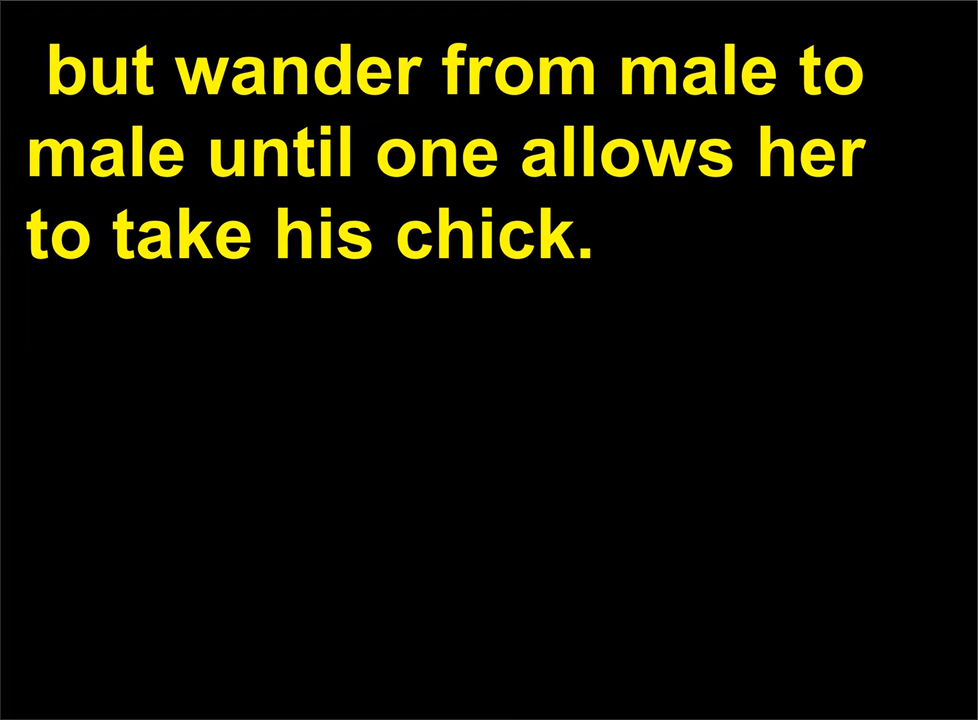 but wander from male to
male until one allows her
to take his chick.